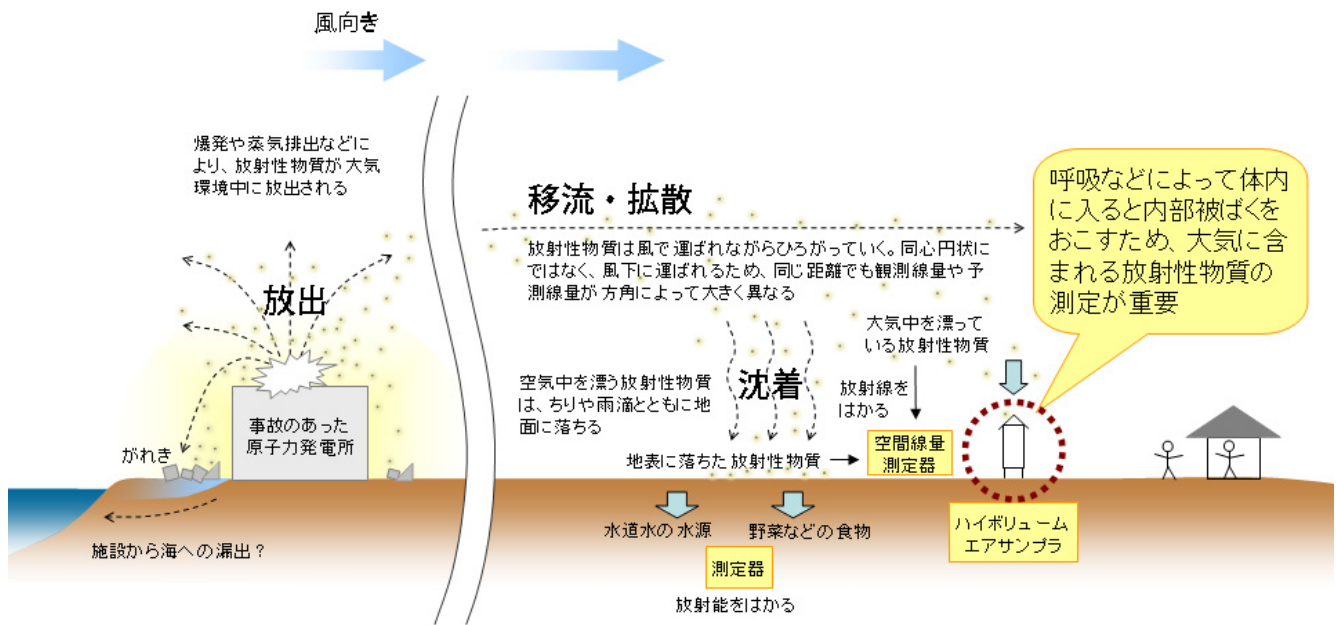 風向き
爆発や蒸気排出などに
より、放射性物質が大気
環境中に放出される
放出
事故のあった
原子力発電所
がれき
施設から海への漏出？
移流・拡散
放射性物質は風で運ばれながらひろがっていく。同心円状に
ではなく、風下に運ばれるため、同じ距離でも観測線量や予
測線量が方角によって大きく異なる
沈着
空気中を漂う放射性物質
は、ちりや雨滴とともに地
面に落ちる
地表に落ちた放射性物質
大気中を漂って
いる放射性物質
放射線を
はかる
空間線量
測定器
呼吸などによって体内
に入ると内部被ばくを
おこすため、大気に含
まれる放射性物質の
測定が重要
ハイボリューム
エアサンプラ
水道水の水源
野菜などの食物
測定器
放射能をはかる